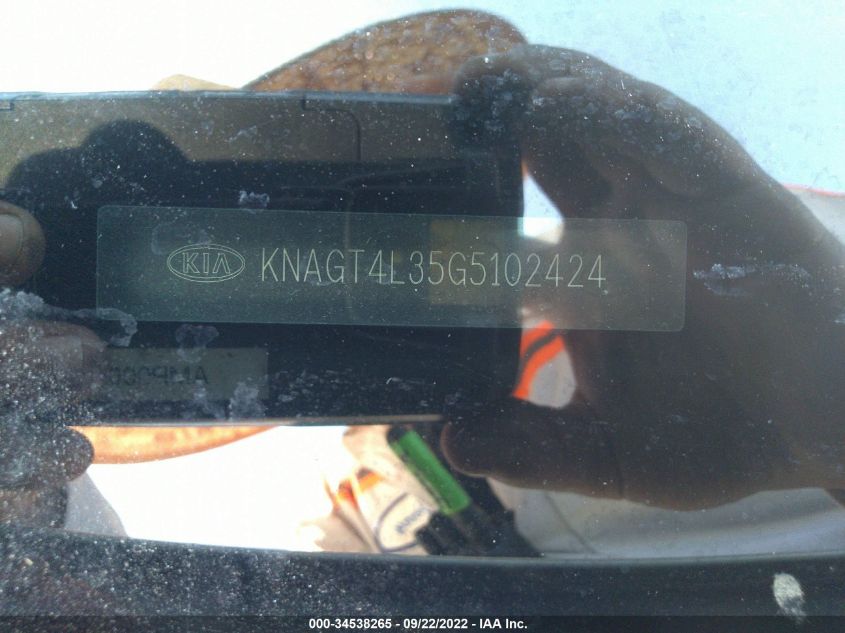 KIA KNAGT4L35G5102424
000-34538265 - 09/22/2022 - IAA Inc.